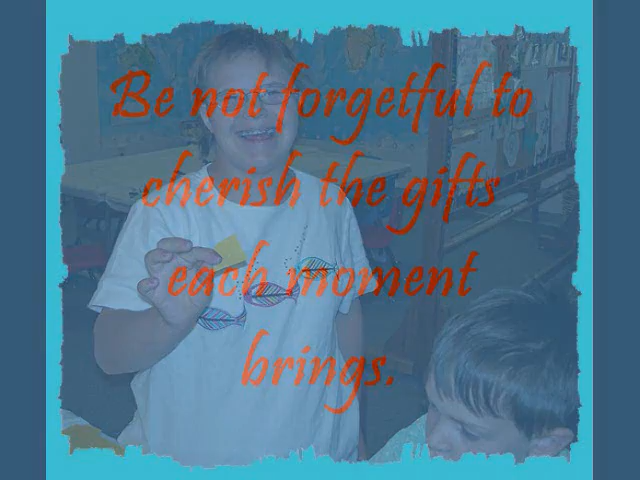 Be not forgetful to
cherish the gifts
each moment
brings.